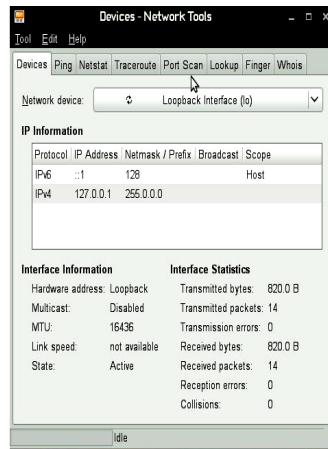 Devices - Network Tools
Tool Edit Help
Devices Ping Netstat Traceroute Port Scan Lookup Finger Whois
Network device: Loopback Interface (lo)
IP Information
Protocol IP Address Netmask / Prefix Broadcast Scope
IPv6 ::1 128 Host
IPv4 127.0.0.1 255.0.0.0
Interface Information Interface Statistics
Hardware address: Loopback Transmitted bytes: 820.0 B
Multicast: Disabled Transmitted packets: 14
MTU: 16436 Transmission errors: 0
Link speed: not available Received bytes: 820.0 B
State: Active Received packets: 14
Reception errors: 0
Collisions: 0
Idle